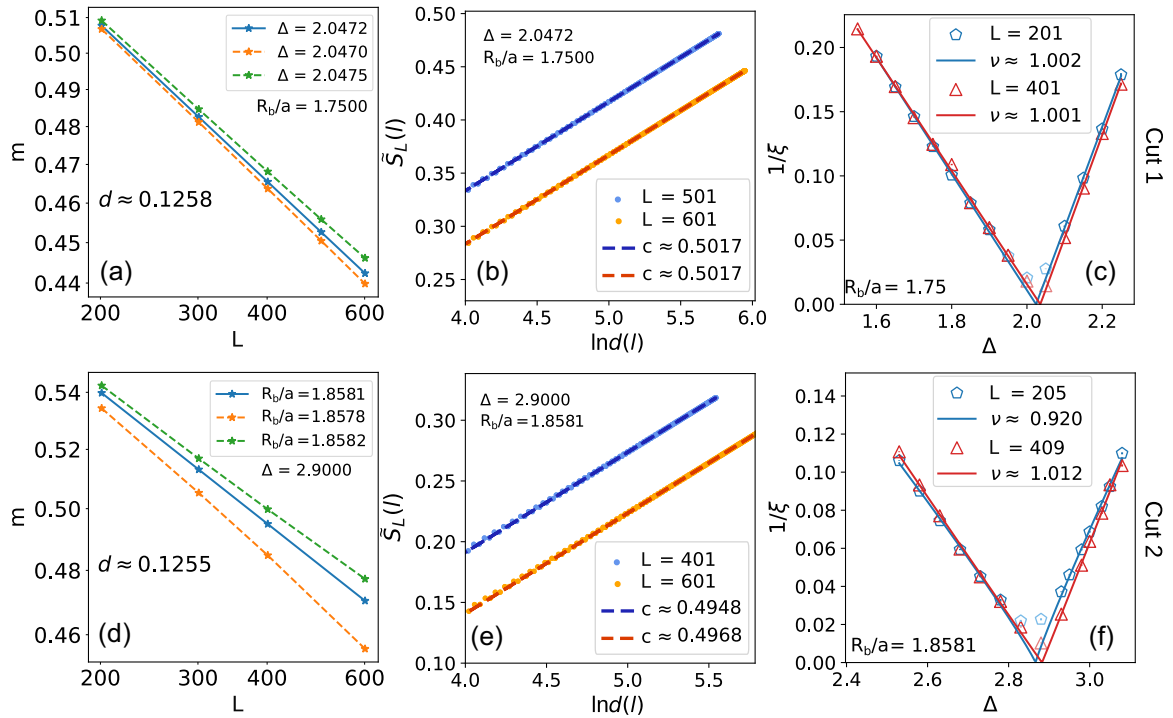 0.51
0.50
0.49
0.48
0.47
0.46
0.45
0.44
m
Δ = 2.0472
Δ = 2.0470
Δ = 2.0475
R_b/a = 1.7500
d ≈ 0.1258
(a)
200
300
400
600
L
0.50
0.45
0.40
0.35
0.30
0.25
S̃_L(l)
Δ = 2.0472
R_b/a = 1.7500
L = 501
L = 601
c ≈ 0.5017
c ≈ 0.5017
(b)
4.0
4.5
5.0
5.5
6.0
lnd(l)
0.20
0.15
0.10
0.05
0.00
1/ξ
L = 201
ν ≈ 1.002
L = 401
ν ≈ 1.001
(c)
R_b/a = 1.75
1.6
1.8
2.0
2.2
Δ
Cut 1
0.54
0.52
0.50
0.48
0.46
m
R_b/a = 1.8581
R_b/a = 1.8578
R_b/a = 1.8582
Δ = 2.9000
d ≈ 0.1255
(d)
200
300
400
600
L
0.30
0.25
0.20
0.15
0.10
S̃_L(l)
Δ = 2.9000
R_b/a = 1.8581
L = 401
L = 601
c ≈ 0.4948
c ≈ 0.4968
(e)
4.0
4.5
5.0
5.5
lnd(l)
0.14
0.12
0.10
0.08
0.06
0.04
0.02
0.00
1/ξ
L = 205
ν ≈ 0.920
L = 409
ν ≈ 1.012
(f)
R_b/a = 1.8581
2.4
2.6
2.8
3.0
Δ
Cut 2